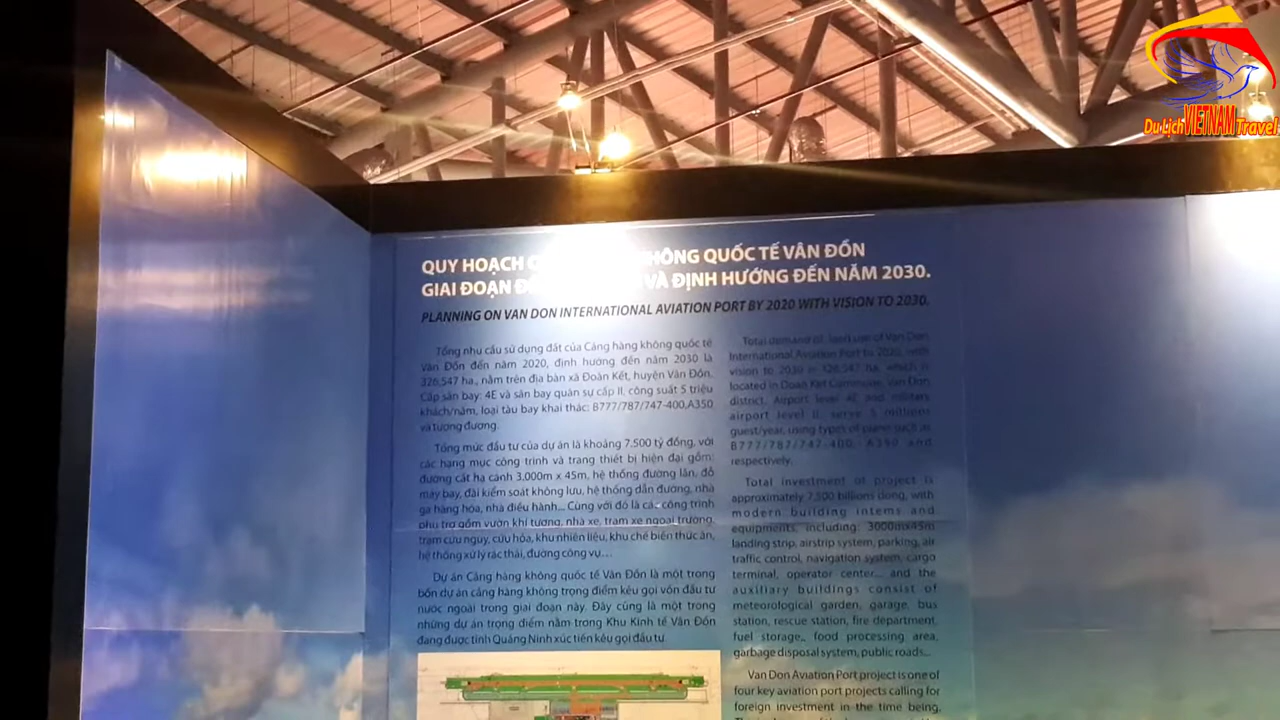 Du Lịch VIETNAM Travel
QUY HOẠCH KHÔNG QUỐC TẾ VÂN ĐỒN
GIAI ĐOẠN VÀ ĐỊNH HƯỚNG ĐẾN NĂM 2030.
PLANNING ON VAN DON INTERNATIONAL AVIATION PORT BY 2020 WITH VISION TO 2030.
Tổng nhu cầu sử dụng đất của Cảng hàng không quốc tế
Vân Đồn đến năm 2020, định hướng đến năm 2030 là
326,547 ha., nằm trên địa bàn xã Đoàn Kết, huyện Vân Đồn.
Cấp sân bay: 4E và sân bay quân sự cấp II, công suất 5 triệu
khách/năm, loại tàu bay khai thác: B777/787/747-400,A350
và tương đương.
Tổng mức đầu tư của dự án là khoảng 7.500 tỷ đồng, với
các hạng mục công trình và trang thiết bị hiện đại gồm:
đường cất hạ cánh 3.000m x 45m, hệ thống đường lăn, đỗ
máy bay, đài kiểm soát không lưu, hệ thống dẫn đường, nhà
ga hàng hóa, nhà điều hành... Cùng với đó là các công trình
phụ trợ gồm vườn khí tượng, nhà xe, trạm xe ngoại trường,
trạm cứu nguy, cứu hỏa, khu nhiên liệu, khu chế biến thức ăn,
hệ thống xử lý rác thải, đường công vụ…
Dự án Cảng hàng không quốc tế Vân Đồn là một trong
bốn dự án cảng hàng không trọng điểm kêu gọi vốn đầu tư
nước ngoài trong giai đoạn này. Đây cũng là một trong
những dự án trọng điểm nằm trong Khu Kinh tế Vân Đồn
đang được tỉnh Quảng Ninh xúc tiến kêu gọi đầu tư.
Total demand of land use of Van Don
International Aviation Port to 2020, with
vision to 2030 is 326,547 ha, which is
located in Doan Ket Commune, Van Don
district. Airport level 4E and military
airport level II, serve 5 millions
guest/year, using types of plane such as
B777/787/747-400, A350 and
respectively.
Total investment of project is
approximately 7,500 billions dong, with
modern building intems and
equipments, including: 3000mx45m
landing strip, airstrip system, parking, air
traffic control, navigation system, cargo
terminal, operator center... and the
auxiliary buildings consist of
meteorological garden, garage, bus
station, rescue station, fire department,
fuel storage,, food processing area,
garbage disposal system, public roads...
Van Don Aviation Port project is one of
four key aviation port projects calling for
foreign investment in the time being.